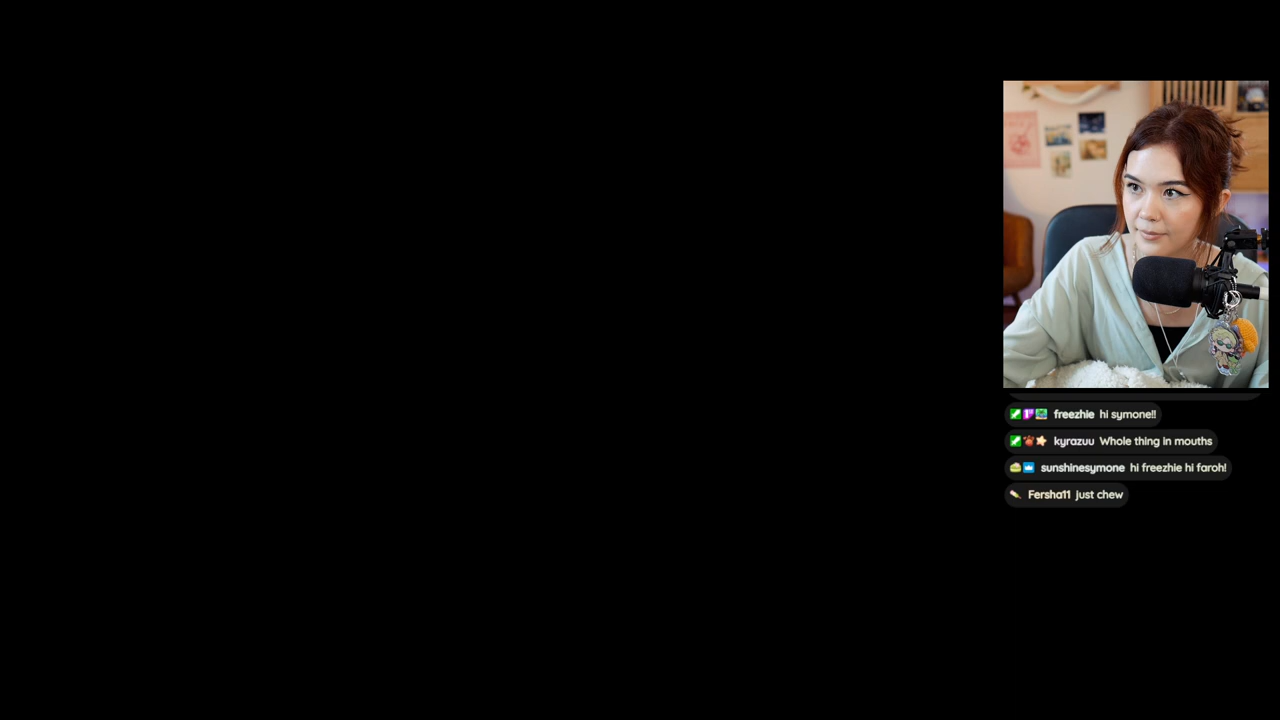 freezhie hi symone!!
kyrazuu Whole thing in mouths
sunshinesymone hi freezhie hi faroh!
Fersha11 just chew